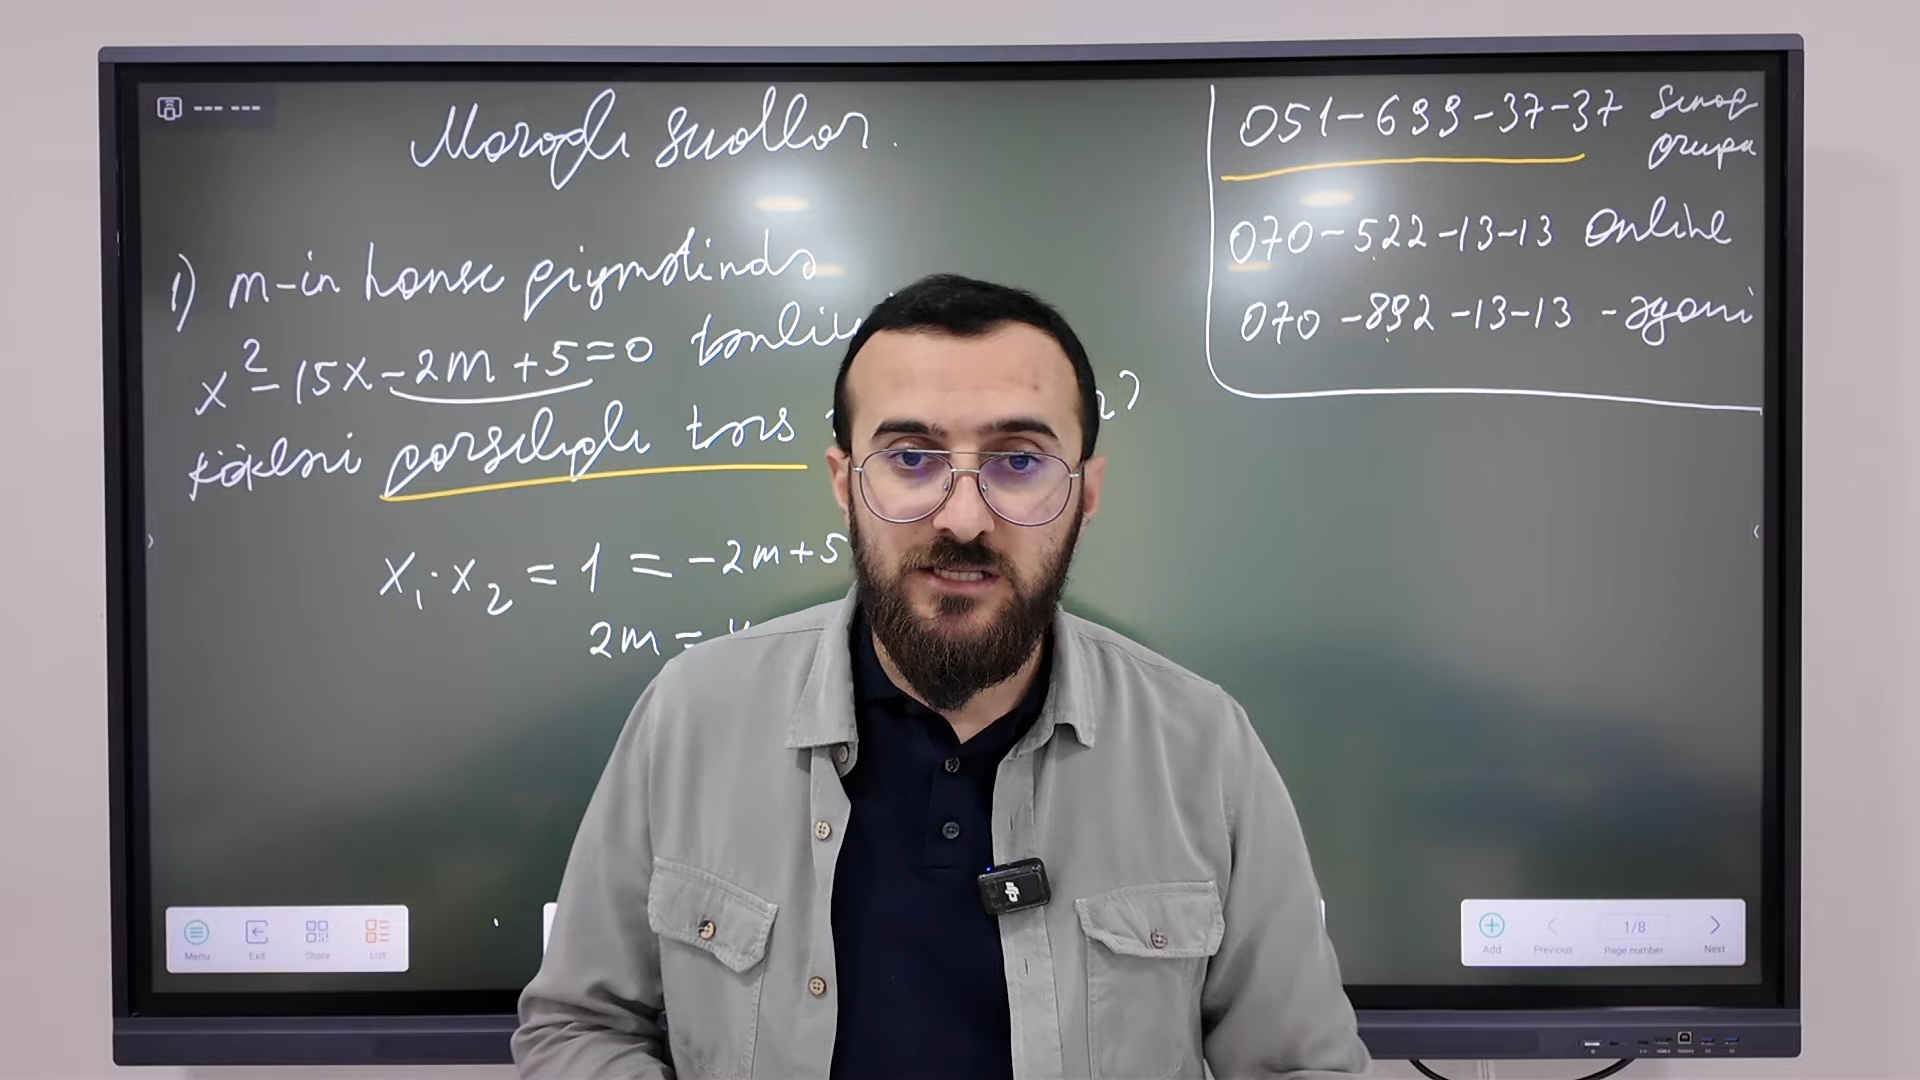 Maraqlı suallar.
1) m-in hansı qiymətində
x² - 15x - 2m + 5 = 0 tənliyi
kökləri qarşılıqlı tərs
x₁ · x₂ = 1 = -2m + 5
2m =
051-699-37-37 Sınaq
qrupu
070-522-13-13 Online
070-892-13-13 - əyani
Menu Exit Share List
Add Previous 1/8 Page number Next